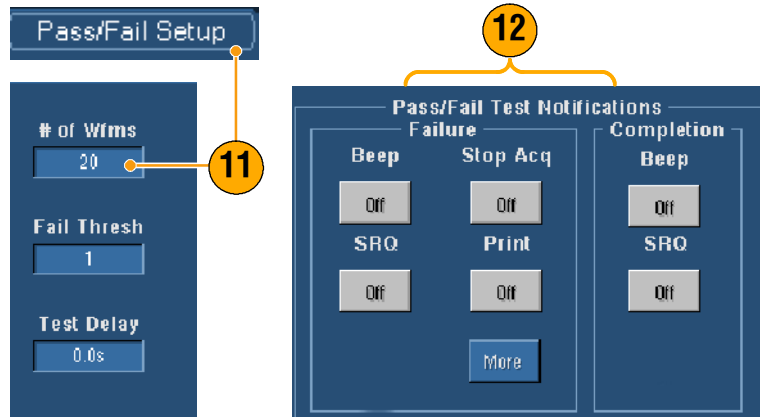 Pass/Fail Setup
12
# of Wfms
20
11
Fail Thresh
1
Test Delay
0.0s
Pass/Fail Test Notifications
Failure
Completion
Beep
Stop Acq
Beep
Off
Off
Off
SRQ
Print
SRQ
Off
Off
Off
More